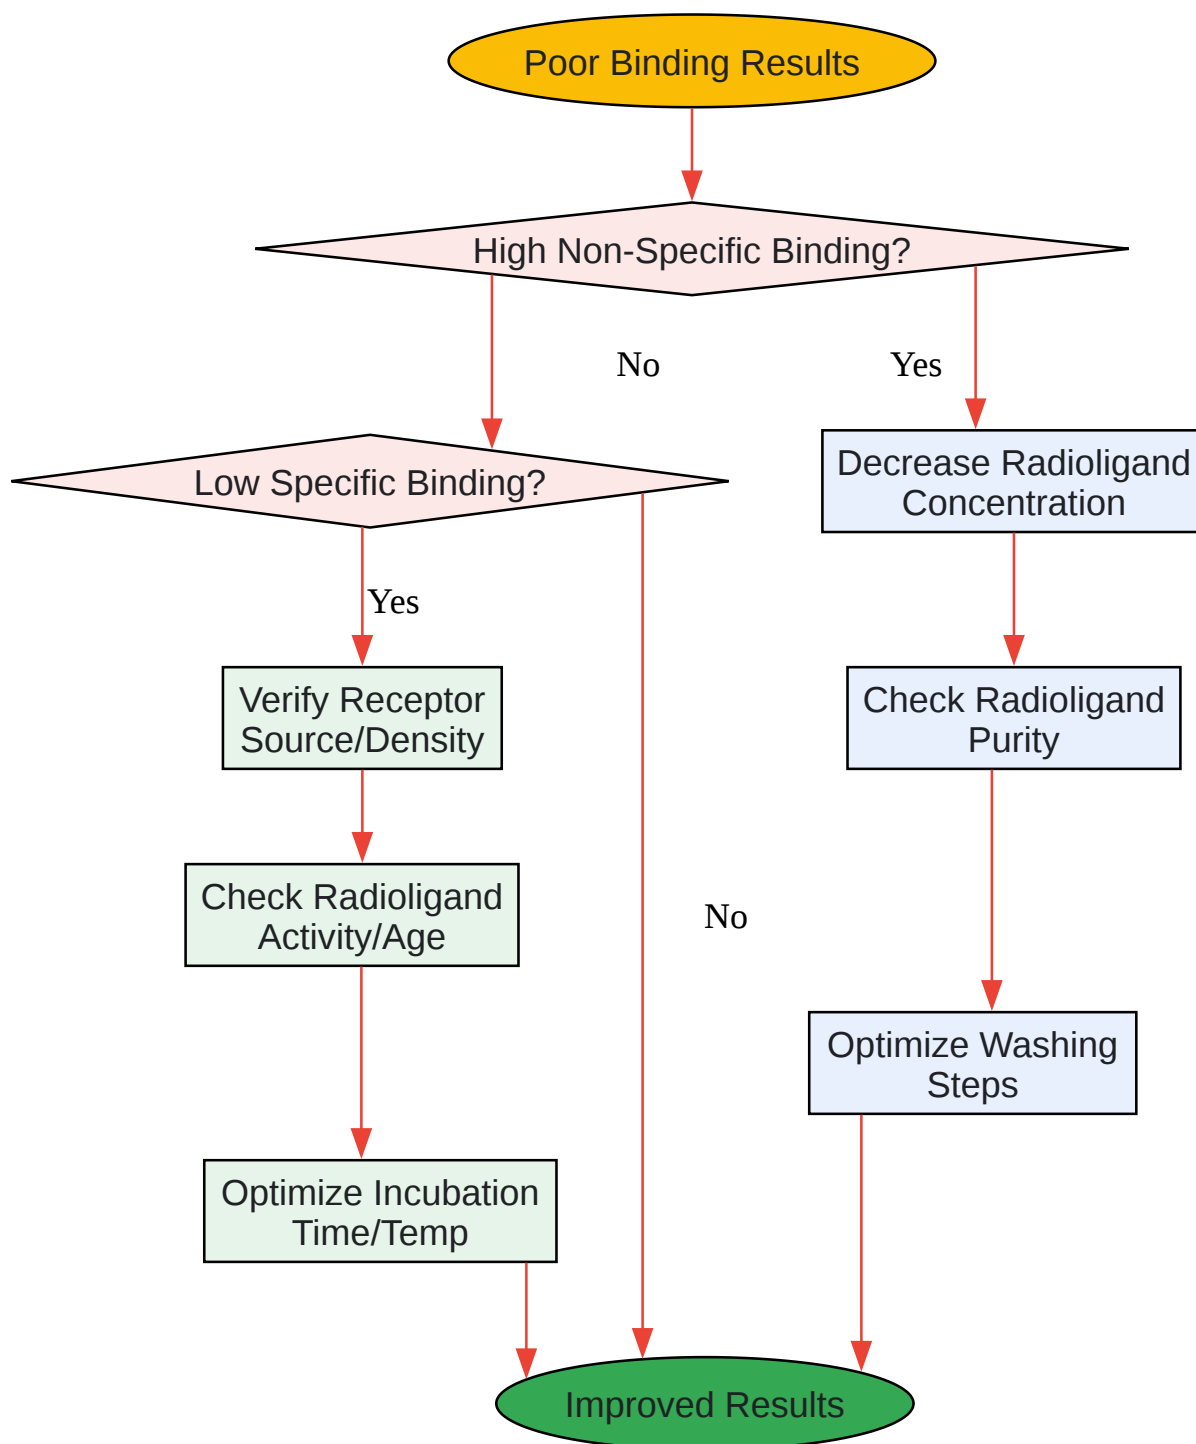 Poor Binding Results
High Non-Specific Binding?
No
Yes
Low Specific Binding?
Decrease Radioligand
Concentration
Yes
Verify Receptor
Source/Density
Check Radioligand
Purity
Check Radioligand
Activity/Age
No
Optimize Washing
Steps
Optimize Incubation
Time/Temp
Improved Results